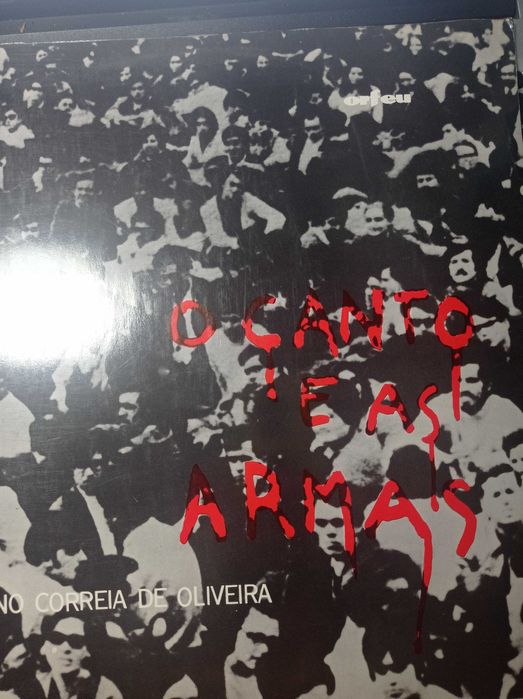 orfeu
O CANTO
E AS
ARMAS
NO CORREIA DE OLIVEIRA